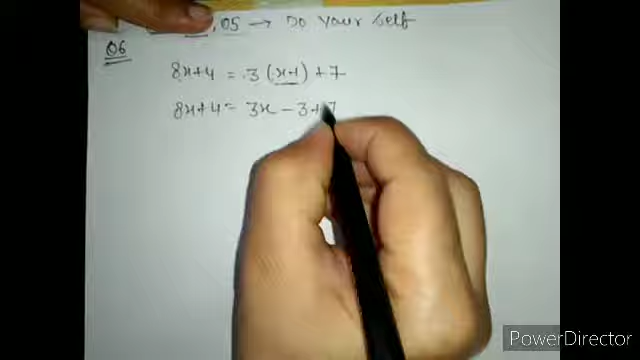 , 05 → Do Your Self
Q6
8x+4 = 3(x-1) +7
8x+4 = 3x - 3+7
PowerDirector